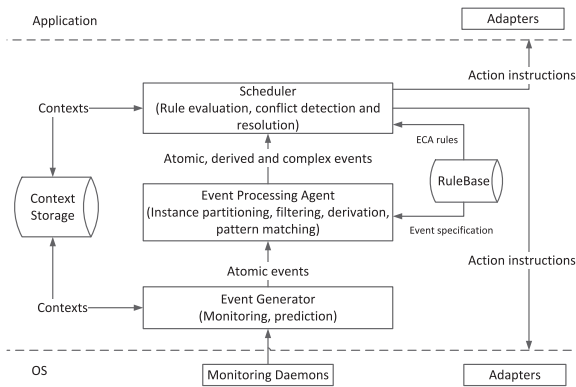 Application
Adapters
Action instructions
Scheduler
(Rule evaluation, conflict detection and
resolution)
Contexts
ECA rules
Atomic, derived and complex events
Context
Storage
Event Processing Agent
(Instance partitioning, filtering, derivation,
pattern matching)
RuleBase
Event specification
Atomic events
Action instructions
Contexts
Event Generator
(Monitoring, prediction)
OS
Monitoring Daemons
Adapters